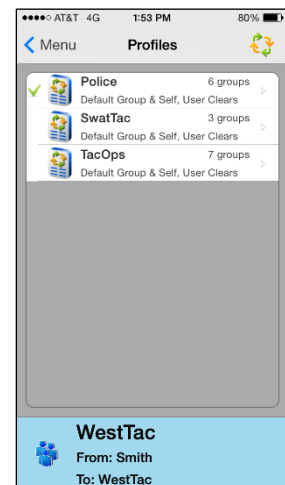 AT&T 4G 1:53 PM 80%
Menu Profiles
Police 6 groups
Default Group & Self, User Clears
SwatTac 3 groups
Default Group & Self, User Clears
TacOps 7 groups
Default Group & Self, User Clears
WestTac
From: Smith
To: WestTac